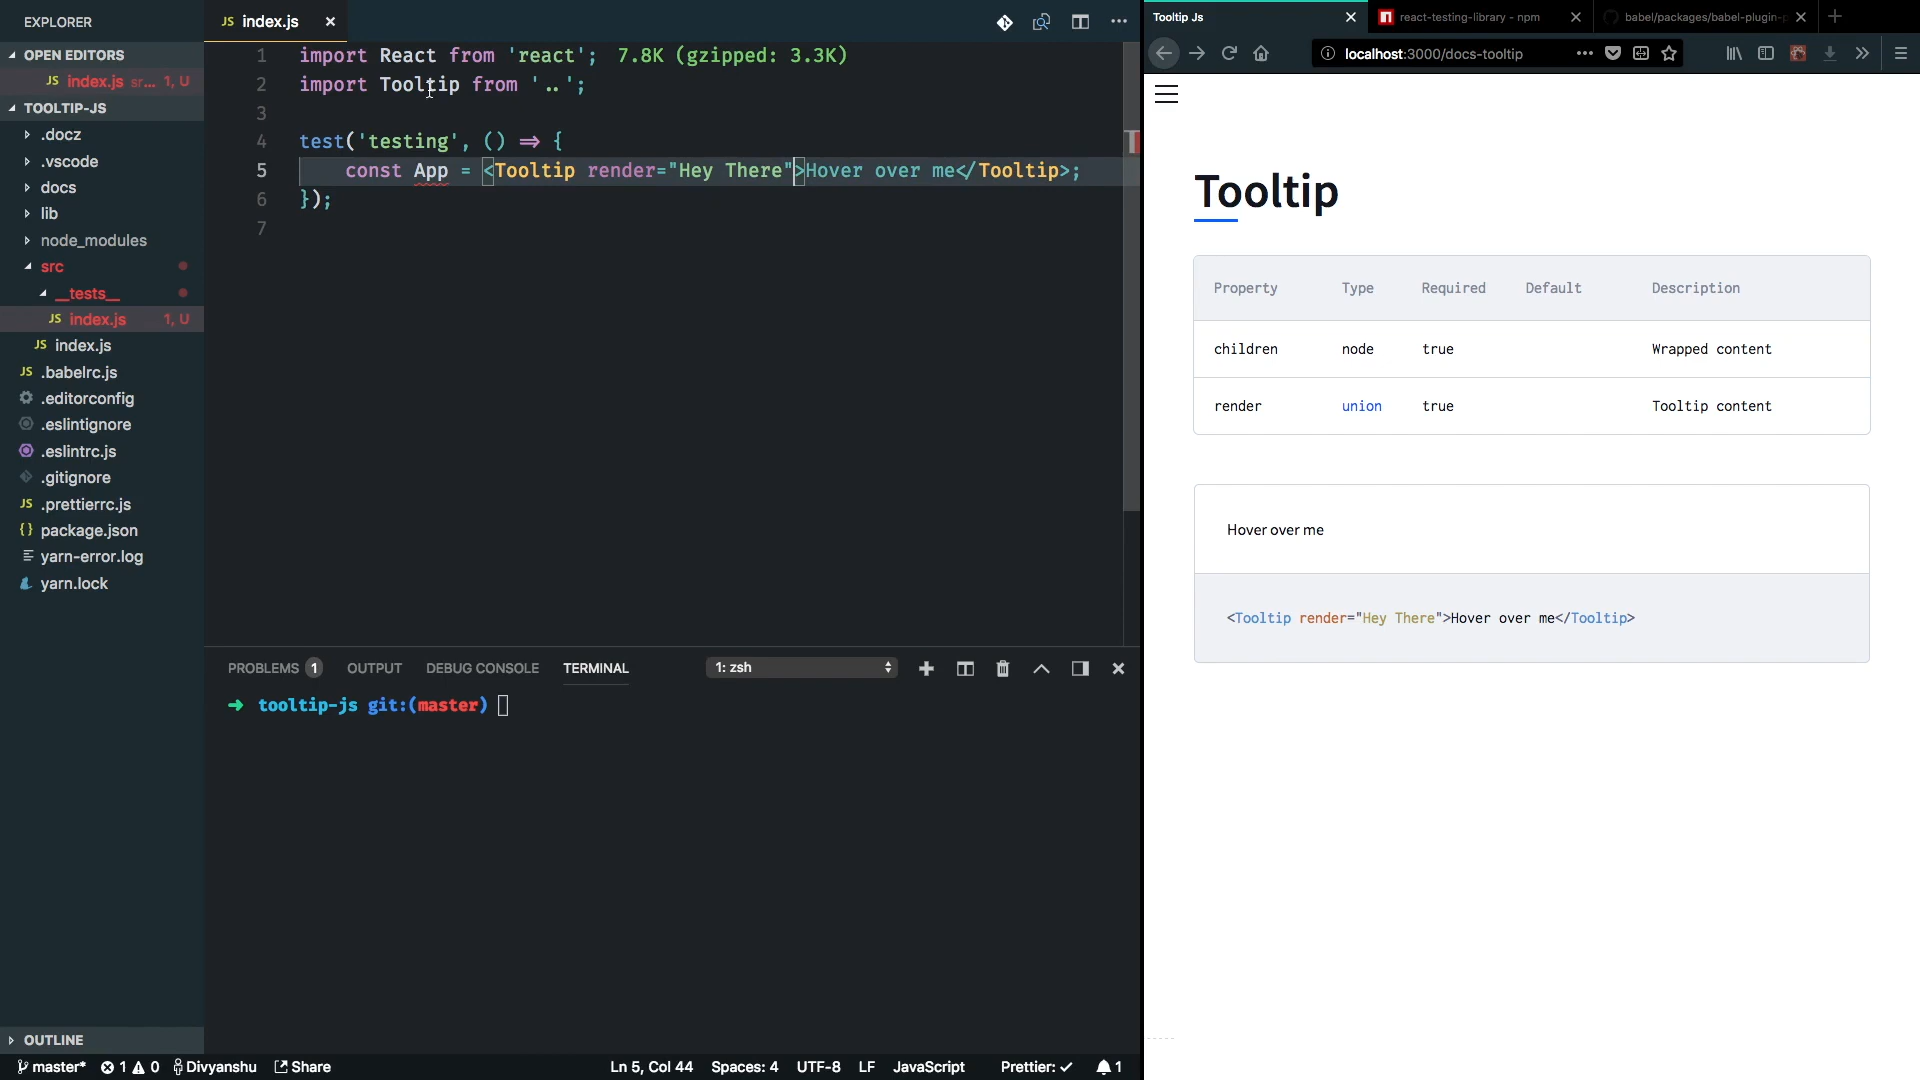 EXPLORER
OPEN EDITORS
JS index.js sr... 1, U
TOOLTIP-JS
.docz
.vscode
docs
lib
node_modules
src
__tests__
JS index.js 1, U
JS index.js
JS .babelrc.js
.editorconfig
.eslintignore
.eslintrc.js
.gitignore
JS .prettierrc.js
{} package.json
yarn-error.log
yarn.lock
OUTLINE
JS index.js
1 import React from 'react'; 7.8K (gzipped: 3.3K)
2 import Tooltip from '..';
3
4 test('testing', () ⇒ {
5 const App = <Tooltip render="Hey There">Hover over me</Tooltip>;
6 });
7
PROBLEMS 1 OUTPUT DEBUG CONSOLE TERMINAL 1: zsh
➜ tooltip-js git:(master)
master* 1 0 Divyanshu Share Ln 5, Col 44 Spaces: 4 UTF-8 LF JavaScript Prettier: ✓ 1
Tooltip Js react-testing-library - npm babel/packages/babel-plugin-p
localhost:3000/docs-tooltip
Tooltip
Property Type Required Default Description
children node true Wrapped content
render union true Tooltip content
Hover over me
<Tooltip render="Hey There">Hover over me</Tooltip>